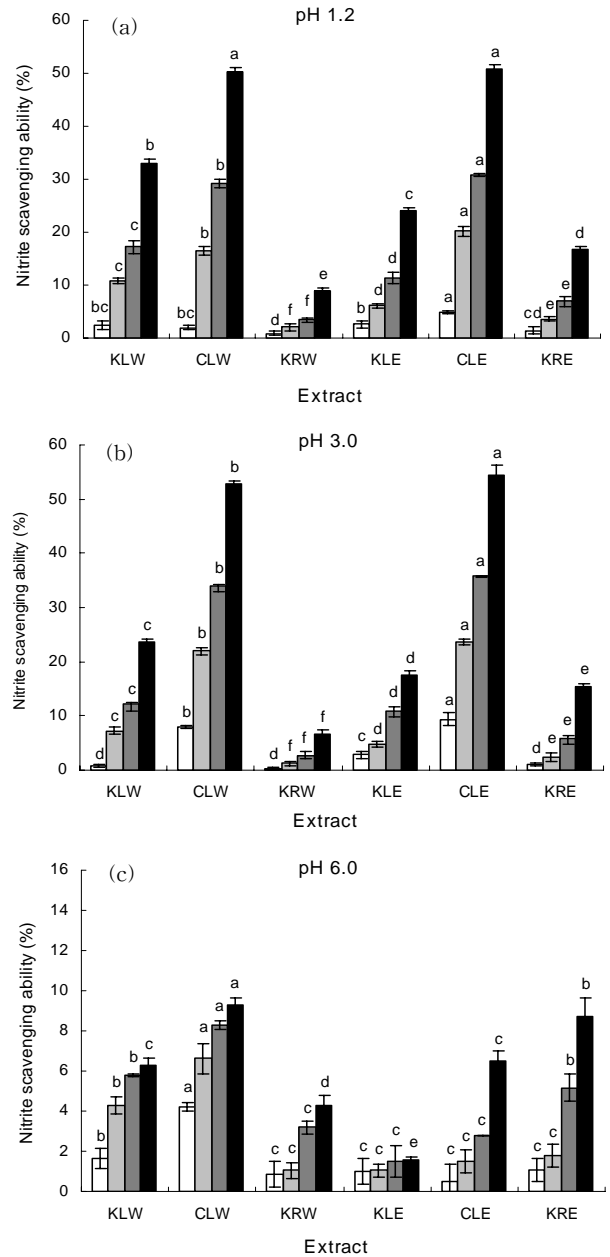 (a) pH 1.2
Nitrite scavenging ability (%)
60
50
40
30
20
10
0
bc c c b
bc b b a
d f f e
b d d c
a a a a
cd e e d
KLW CLW KRW KLE CLE KRE
Extract
(b) pH 3.0
Nitrite scavenging ability (%)
60
50
40
30
20
10
0
d c c c
b b b b
d f f f
c d d d
a a a a
d e e e
KLW CLW KRW KLE CLE KRE
Extract
(c) pH 6.0
Nitrite scavenging ability (%)
16
14
12
10
8
6
4
2
0
b b b c
a a a a
c c c d
c c c e
c c c c
c c b b
KLW CLW KRW KLE CLE KRE
Extract